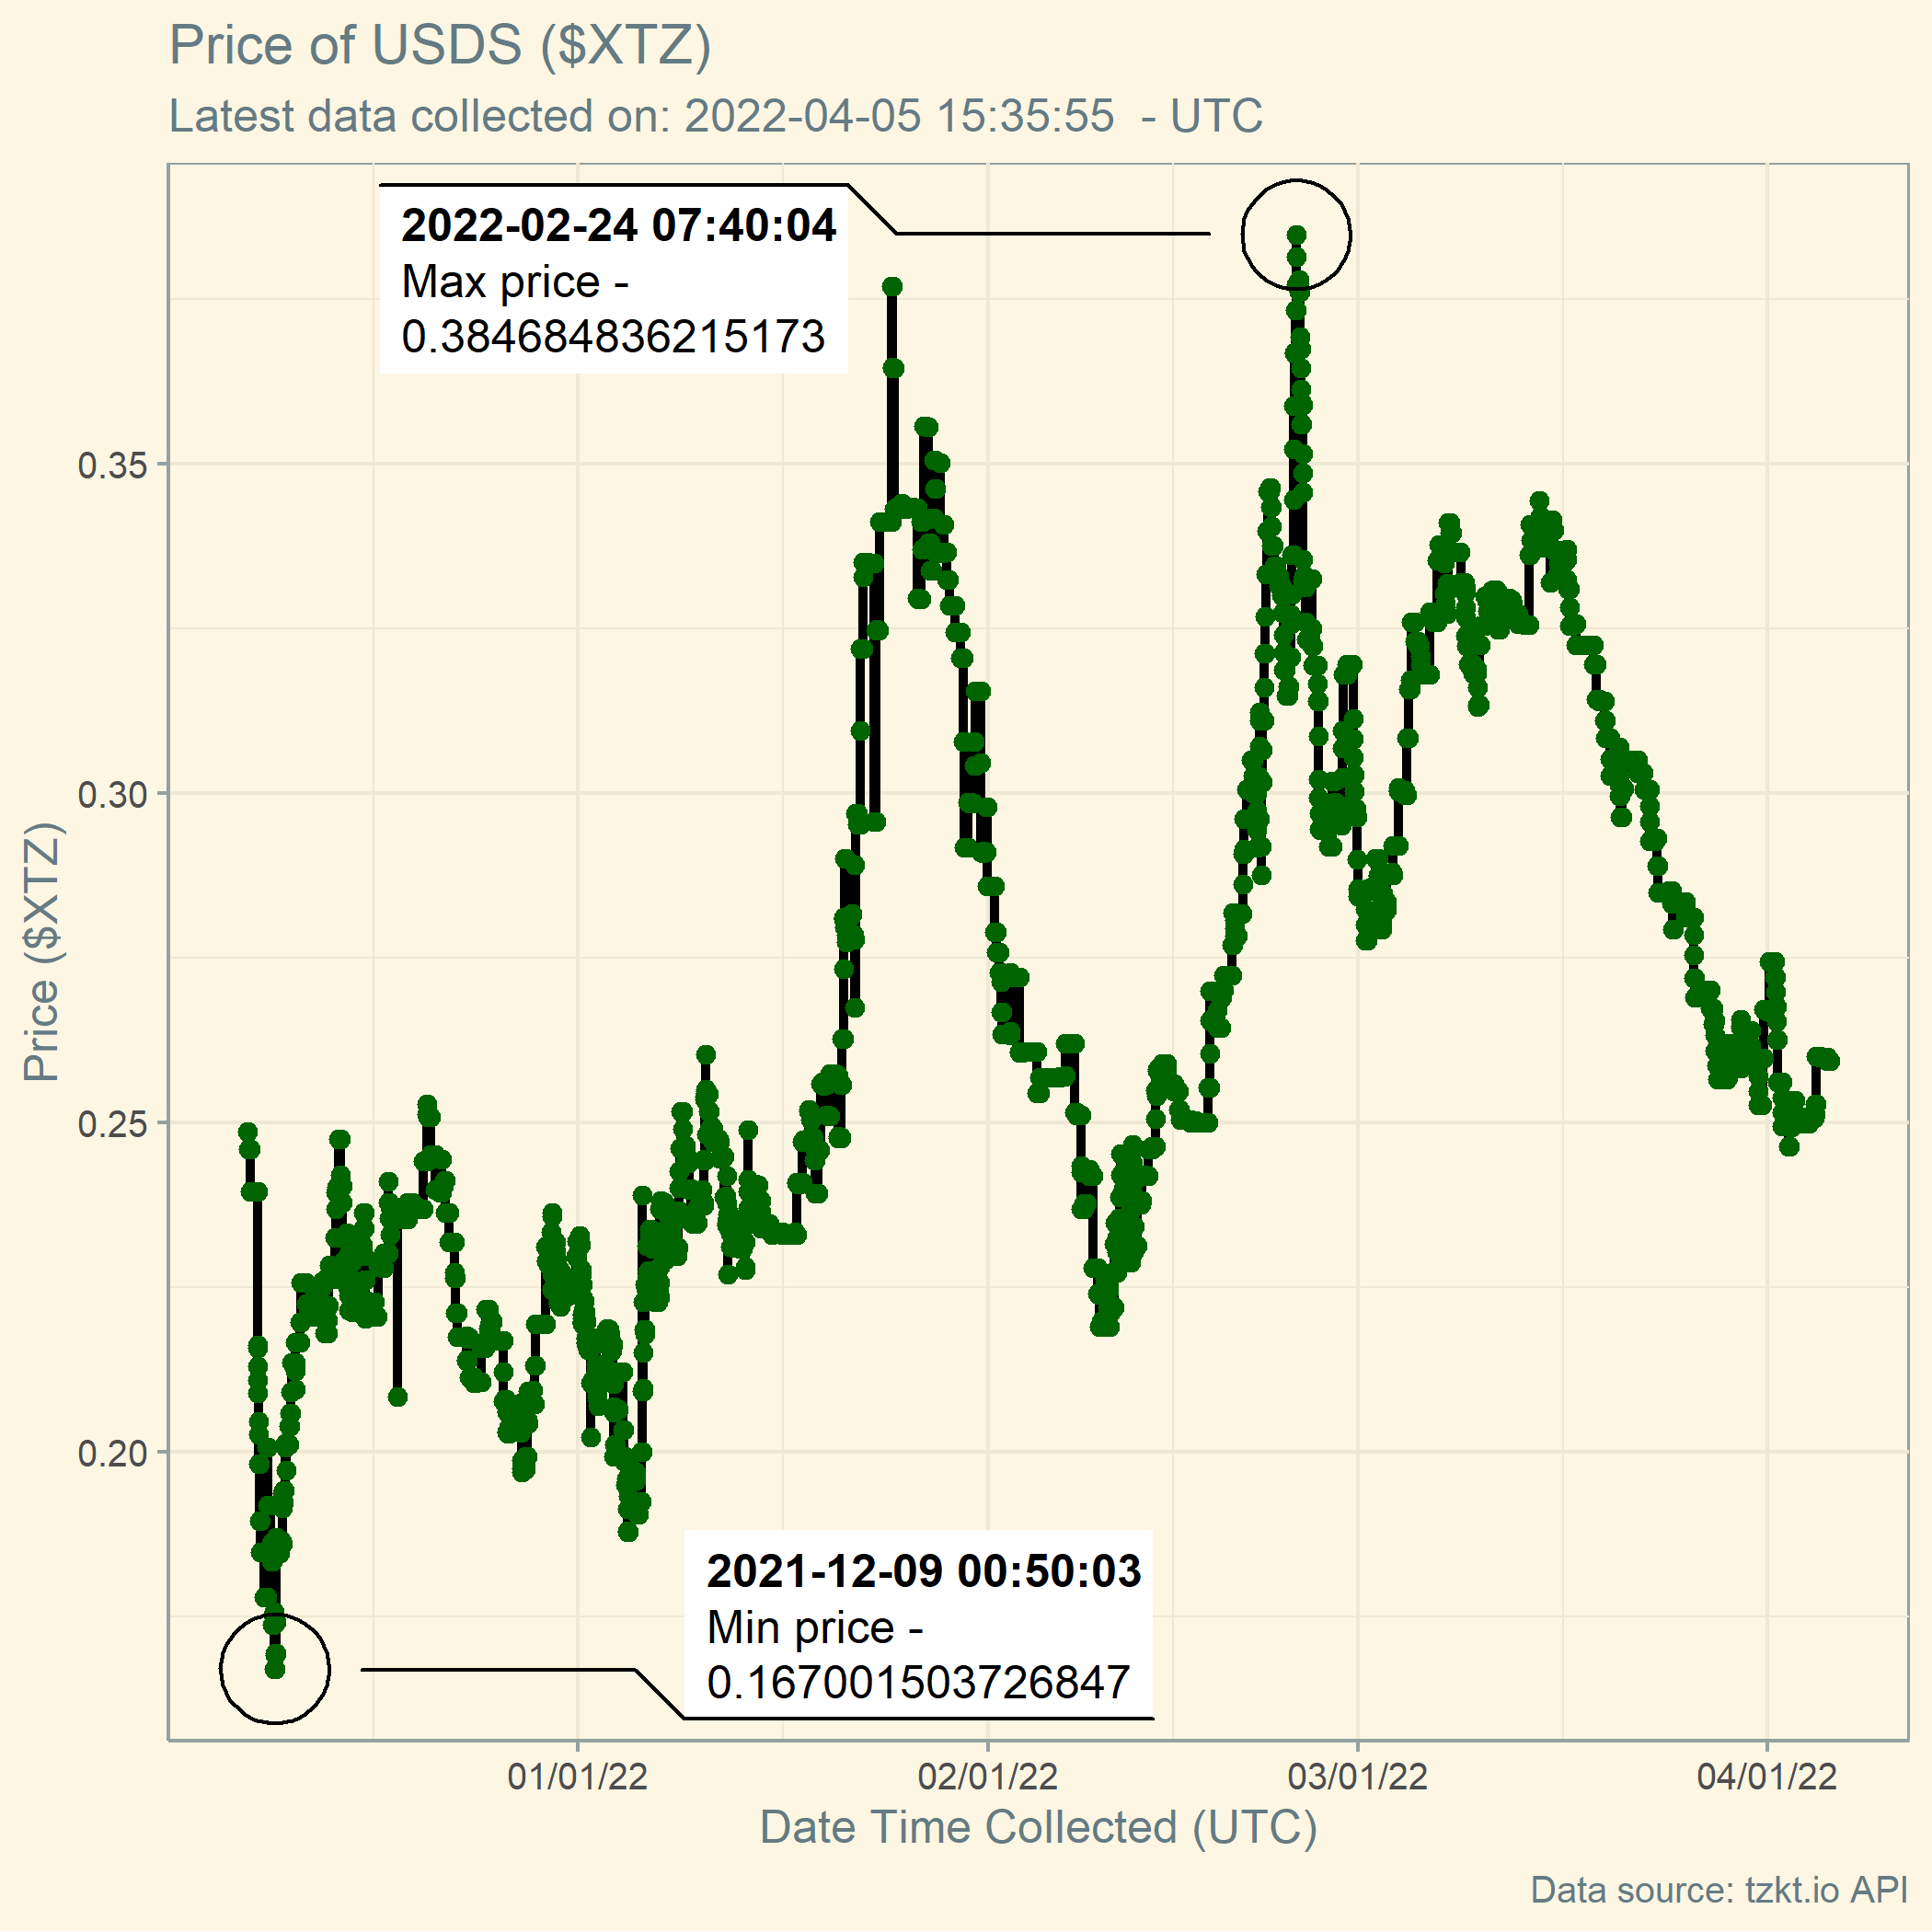 Price of USDS ($XTZ)
Latest data collected on: 2022-04-05 15:35:55  - UTC
2022-02-24 07:40:04
Max price -
0.384684836215173
0.35
0.30
0.25
0.20
Price ($XTZ)
2021-12-09 00:50:03
Min price -
0.167001503726847
01/01/22
02/01/22
03/01/22
04/01/22
Date Time Collected (UTC)
Data source: tzkt.io API